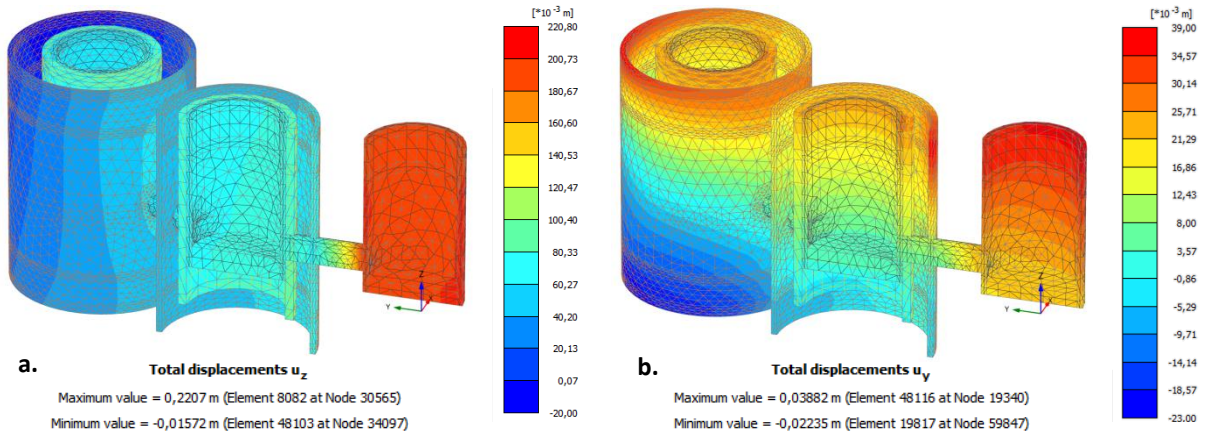 [*10⁻³ m]
220,80
200,73
180,67
160,60
140,53
120,47
100,40
80,33
60,27
40,20
20,13
0,07
-20,00
Z
Y
X
a.
Total displacements u_z
Maximum value = 0,2207 m (Element 8082 at Node 30565)
Minimum value = -0,01572 m (Element 48103 at Node 34097)
[*10⁻³ m]
39,00
39,57
30,14
25,71
21,29
16,86
12,43
8,00
3,57
-0,86
-5,29
-9,71
-14,14
-18,57
-23.00
Z
Y
X
b.
Total displacements u_y
Maximum value = 0,03882 m (Element 48116 at Node 19340)
Minimum value = -0,02235 m (Element 19817 at Node 59847)